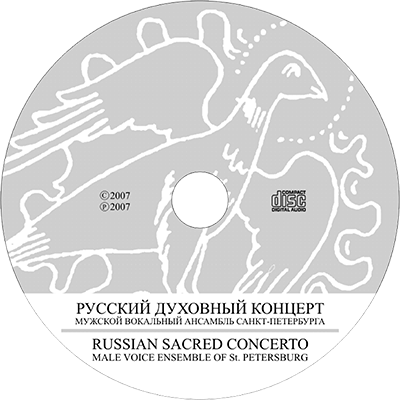 ©2007
℗2007
COMPACT
disc
DIGITAL AUDIO
РУССКИЙ ДУХОВНЫЙ КОНЦЕРТ
МУЖСКОЙ ВОКАЛЬНЫЙ АНСАМБЛЬ САНКТ-ПЕТЕРБУРГА
RUSSIAN SACRED CONCERTO
MALE VOICE ENSEMBLE OF St. PETERSBURG